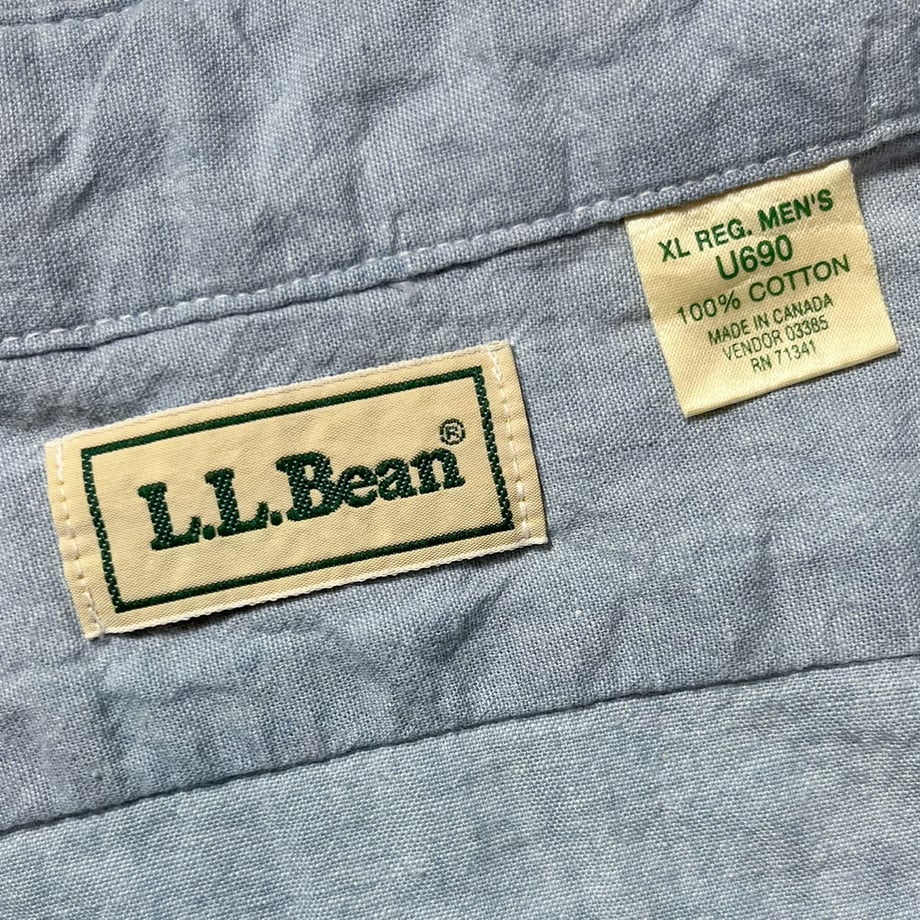 XL REG. MEN'S
U690
100% COTTON
MADE IN CANADA
VENDOR 03385
RN 71341
L.L.Bean®